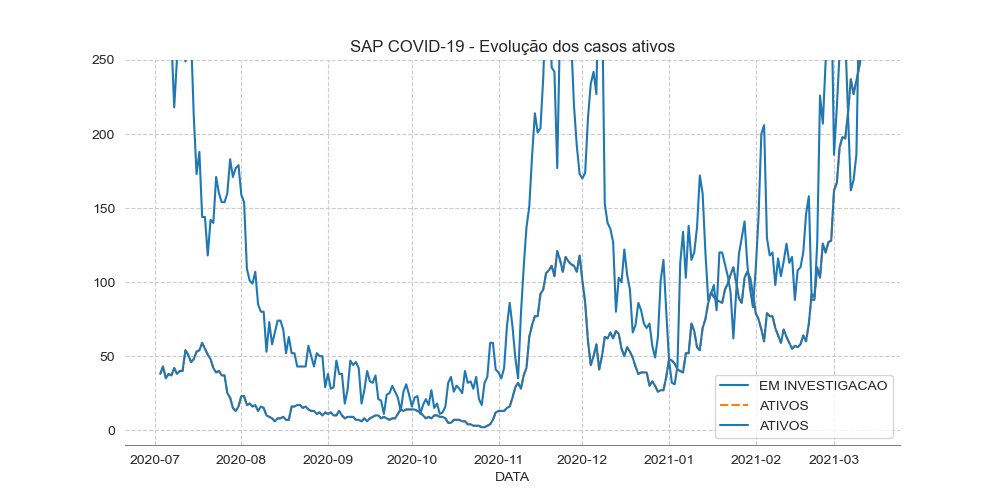 SAP COVID-19 - Evolução dos casos ativos
250
200
150
100
50
0
2020-07 2020-08 2020-09 2020-10 2020-11 2020-12 2021-01 2021-02 2021-03
DATA
EM INVESTIGACAO
ATIVOS
ATIVOS